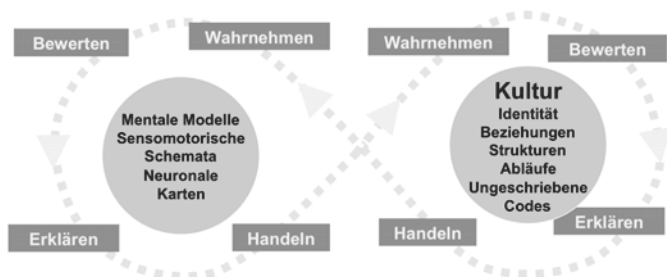 Bewerten
Wahrnehmen
Mentale Modelle
Sensomotorische
Schemata
Neuronale
Karten
Erklären
Handeln
Wahrnehmen
Bewerten
Kultur
Identität
Beziehungen
Strukturen
Abläufe
Ungeschriebene
Codes
Handeln
Erklären